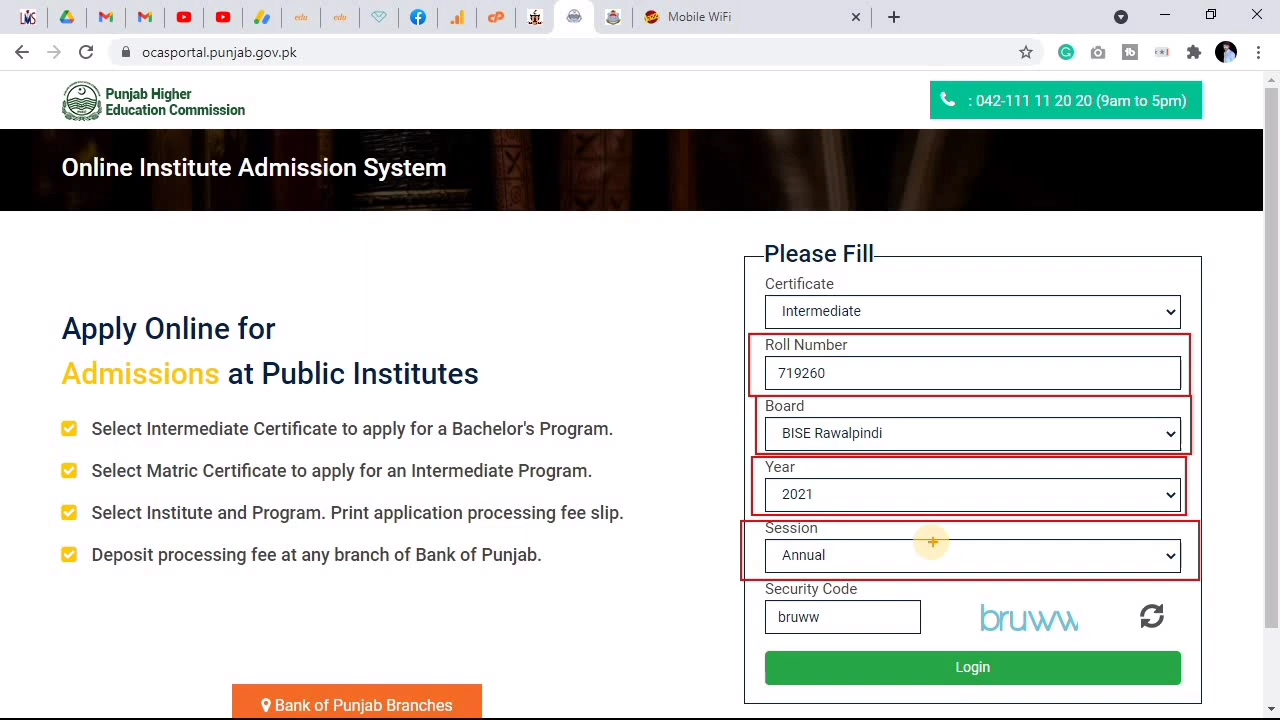 Mobile WiFi
ocasportal.punjab.gov.pk
Punjab Higher
Education Commission
: 042-111 11 20 20 (9am to 5pm)
Online Institute Admission System
Apply Online for
Admissions at Public Institutes
Select Intermediate Certificate to apply for a Bachelor's Program.
Select Matric Certificate to apply for an Intermediate Program.
Select Institute and Program. Print application processing fee slip.
Deposit processing fee at any branch of Bank of Punjab.
Bank of Punjab Branches
Please Fill
Certificate
Intermediate
Roll Number
719260
Board
BISE Rawalpindi
Year
2021
Session
Annual
Security Code
bruww
bruww
Login